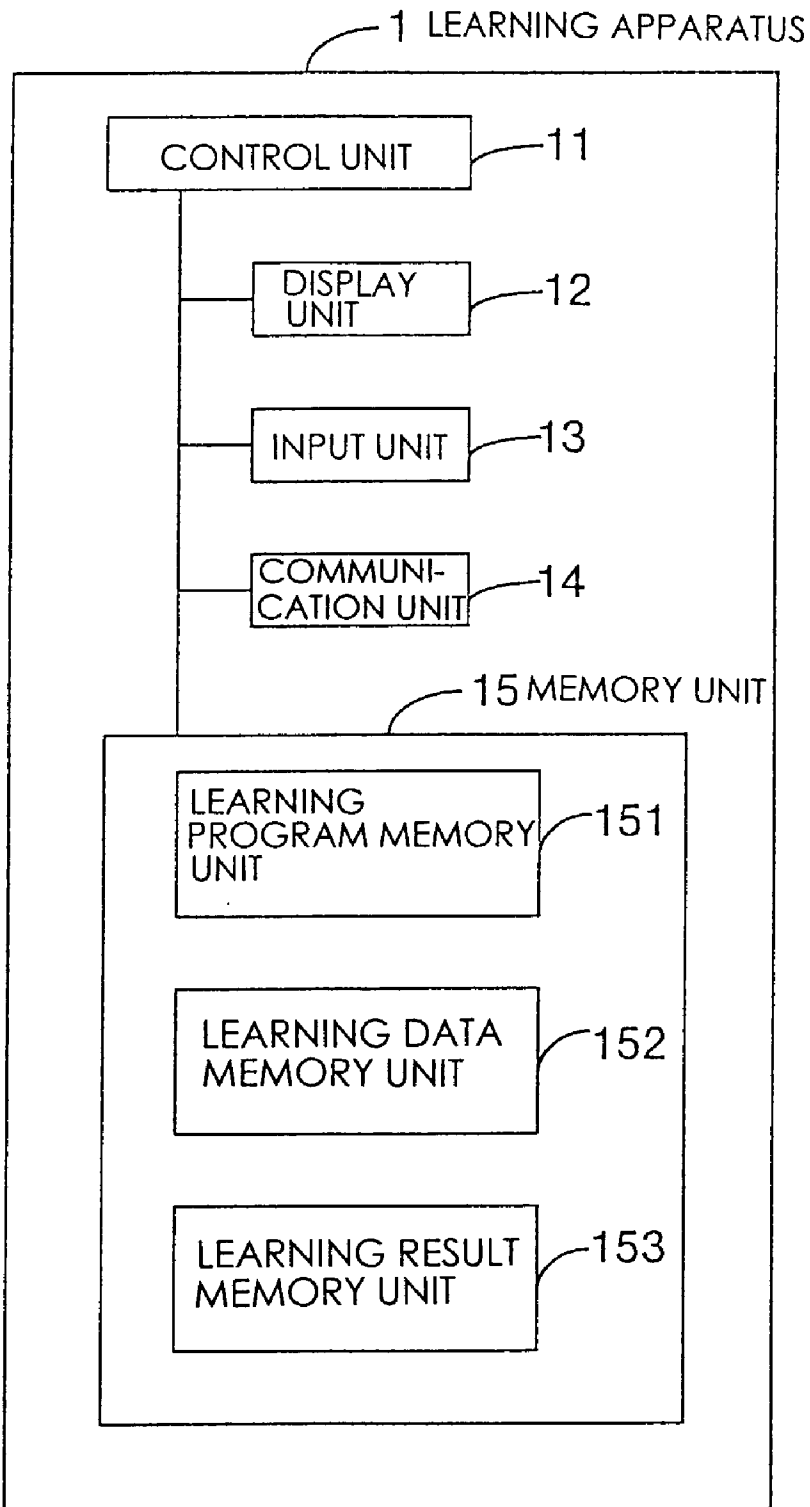 1 LEARNING APPARATUS
CONTROL UNIT
11
DISPLAY
UNIT
12
INPUT UNIT
13
COMMUNI-
CATION UNIT
14
15 MEMORY UNIT
LEARNING
PROGRAM MEMORY
UNIT
151
LEARNING DATA
MEMORY UNIT
152
LEARNING RESULT
MEMORY UNIT
153